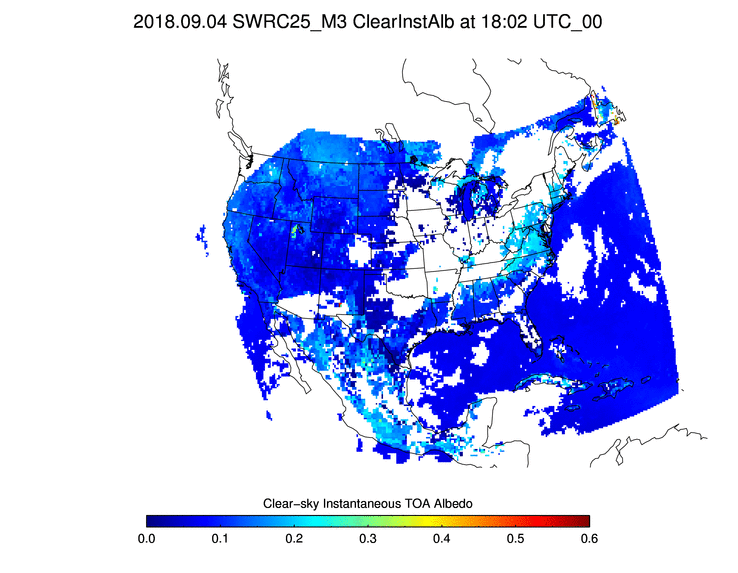 2018.09.04 SWRC25_M3 ClearInstAlb at 18:02 UTC_00
Clear-sky Instantaneous TOA Albedo
0.0 0.1 0.2 0.3 0.4 0.5 0.6